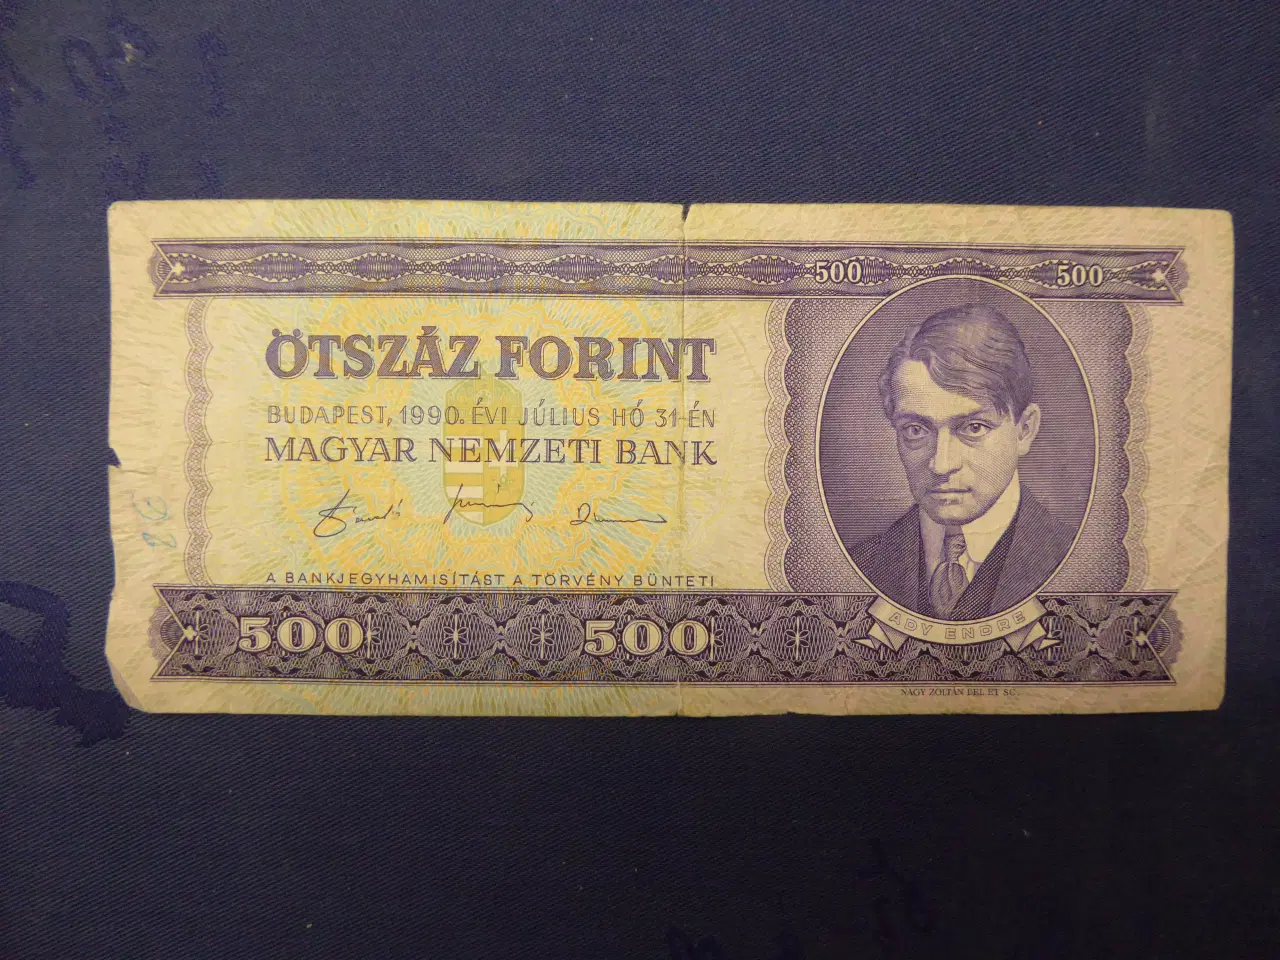 500 500
ÖTSZÁZ FORINT
BUDAPEST, 1990. ÉVI JÚLIUS HÓ 31-ÉN
MAGYAR NEMZETI BANK
A BANKJEGYHAMISÍTÁST A TÖRVÉNY BÜNTETI
500 500
ADY ENDRE
NAGY ZOLTÁN DEL ET SC.